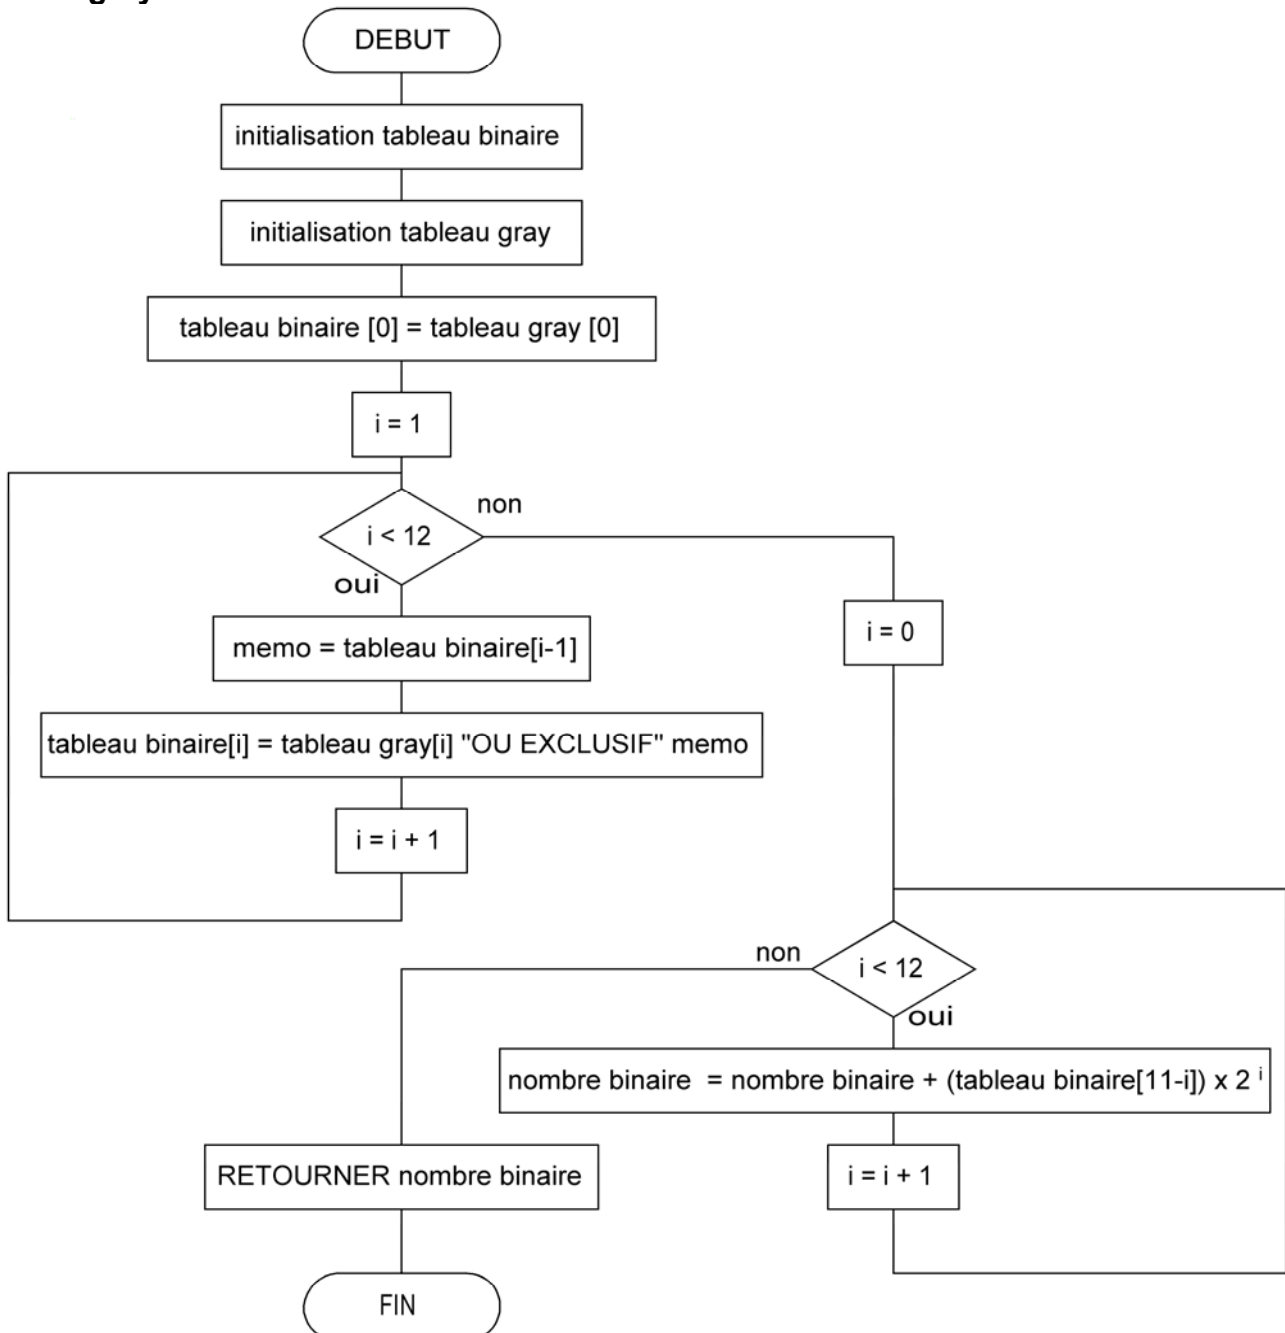 DEBUT
initialisation tableau binaire
initialisation tableau gray
tableau binaire [0] = tableau gray [0]
i = 1
i < 12
non
oui
memo = tableau binaire[i-1]
tableau binaire[i] = tableau gray[i] "OU EXCLUSIF" memo
i = i + 1
i = 0
i < 12
non
oui
nombre binaire = nombre binaire + (tableau binaire[11-i]) x 2 i
i = i + 1
RETOURNER nombre binaire
FIN